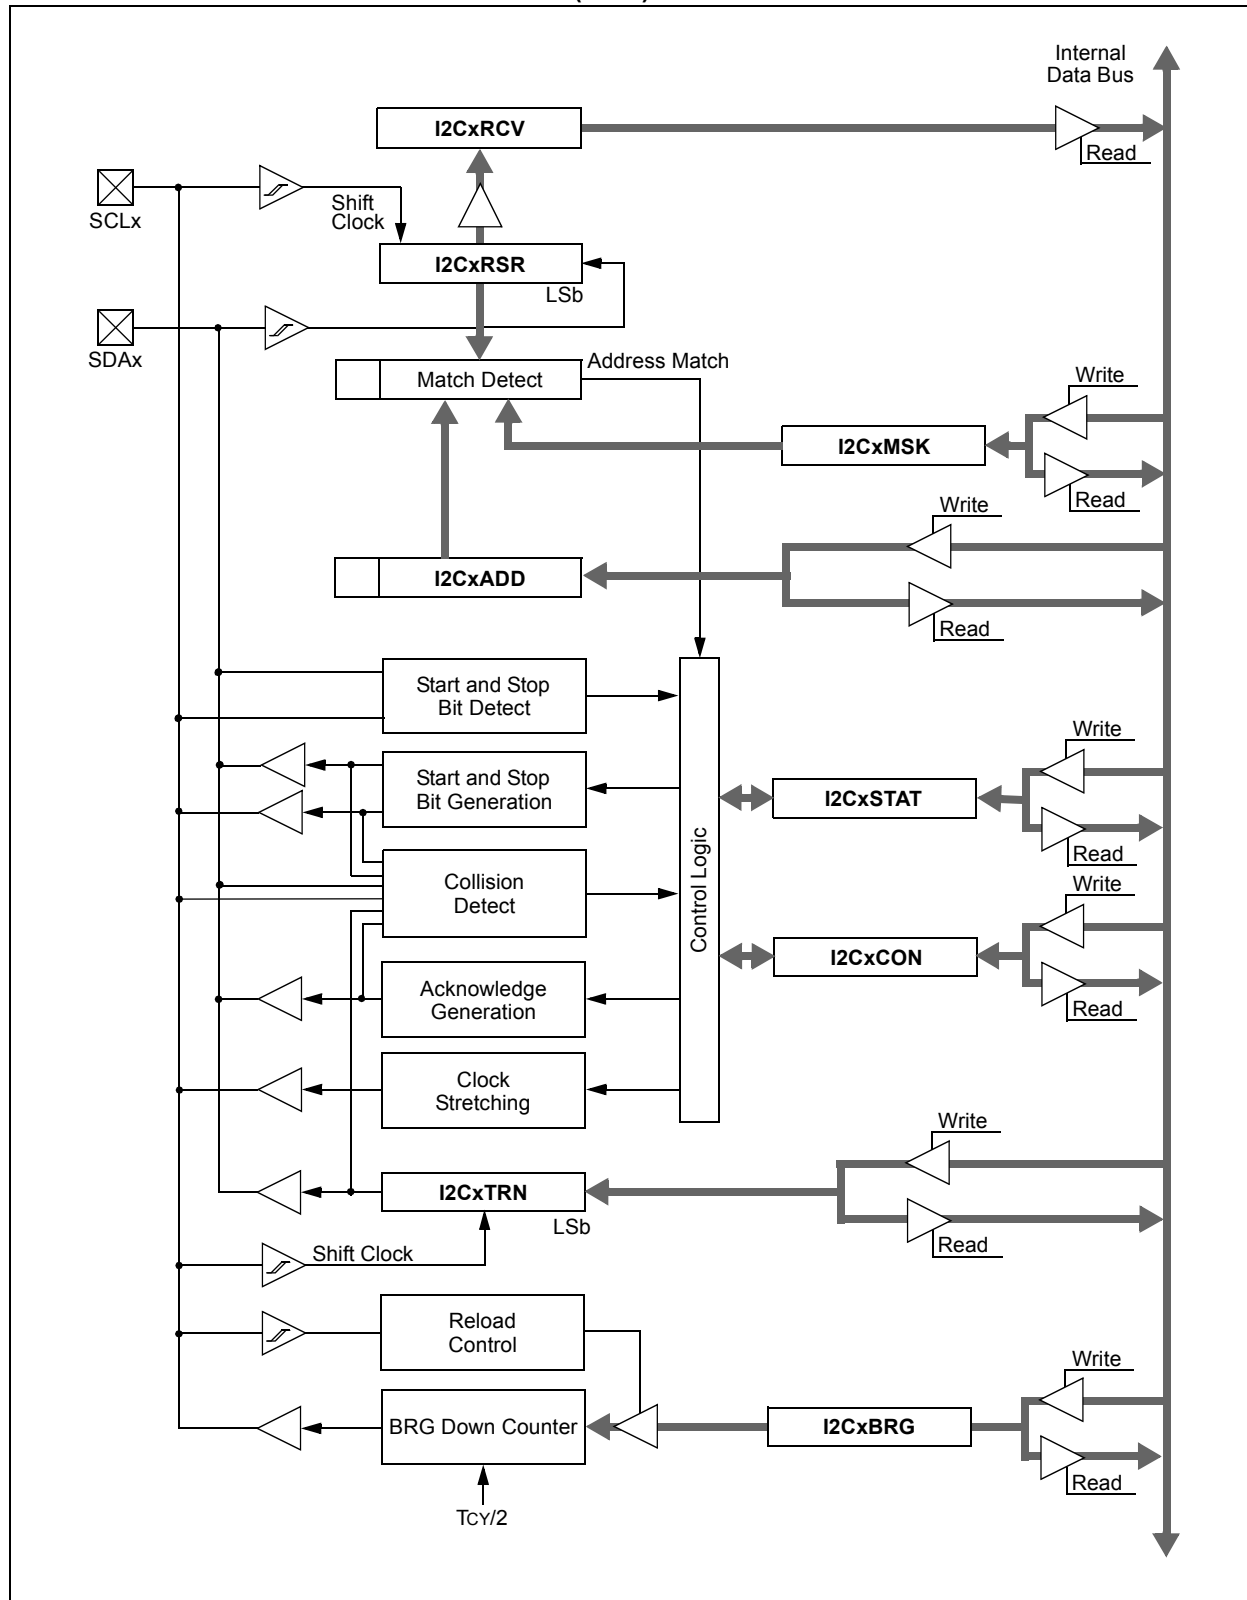 Internal
Data Bus
I2CxRCV
Read
SCLx
Shift
Clock
I2CxRSR
LSb
SDAx
Address Match
Match Detect
Write
I2CxMSK
Read
Write
I2CxADD
Read
Start and Stop
Bit Detect
Write
Start and Stop
Bit Generation
I2CxSTAT
Read
Control Logic
Collision
Detect
Write
I2CxCON
Acknowledge
Generation
Read
Clock
Stretching
Write
I2CxTRN
LSb
Read
Shift Clock
Reload
Control
Write
BRG Down Counter
I2CxBRG
Read
TCY/2